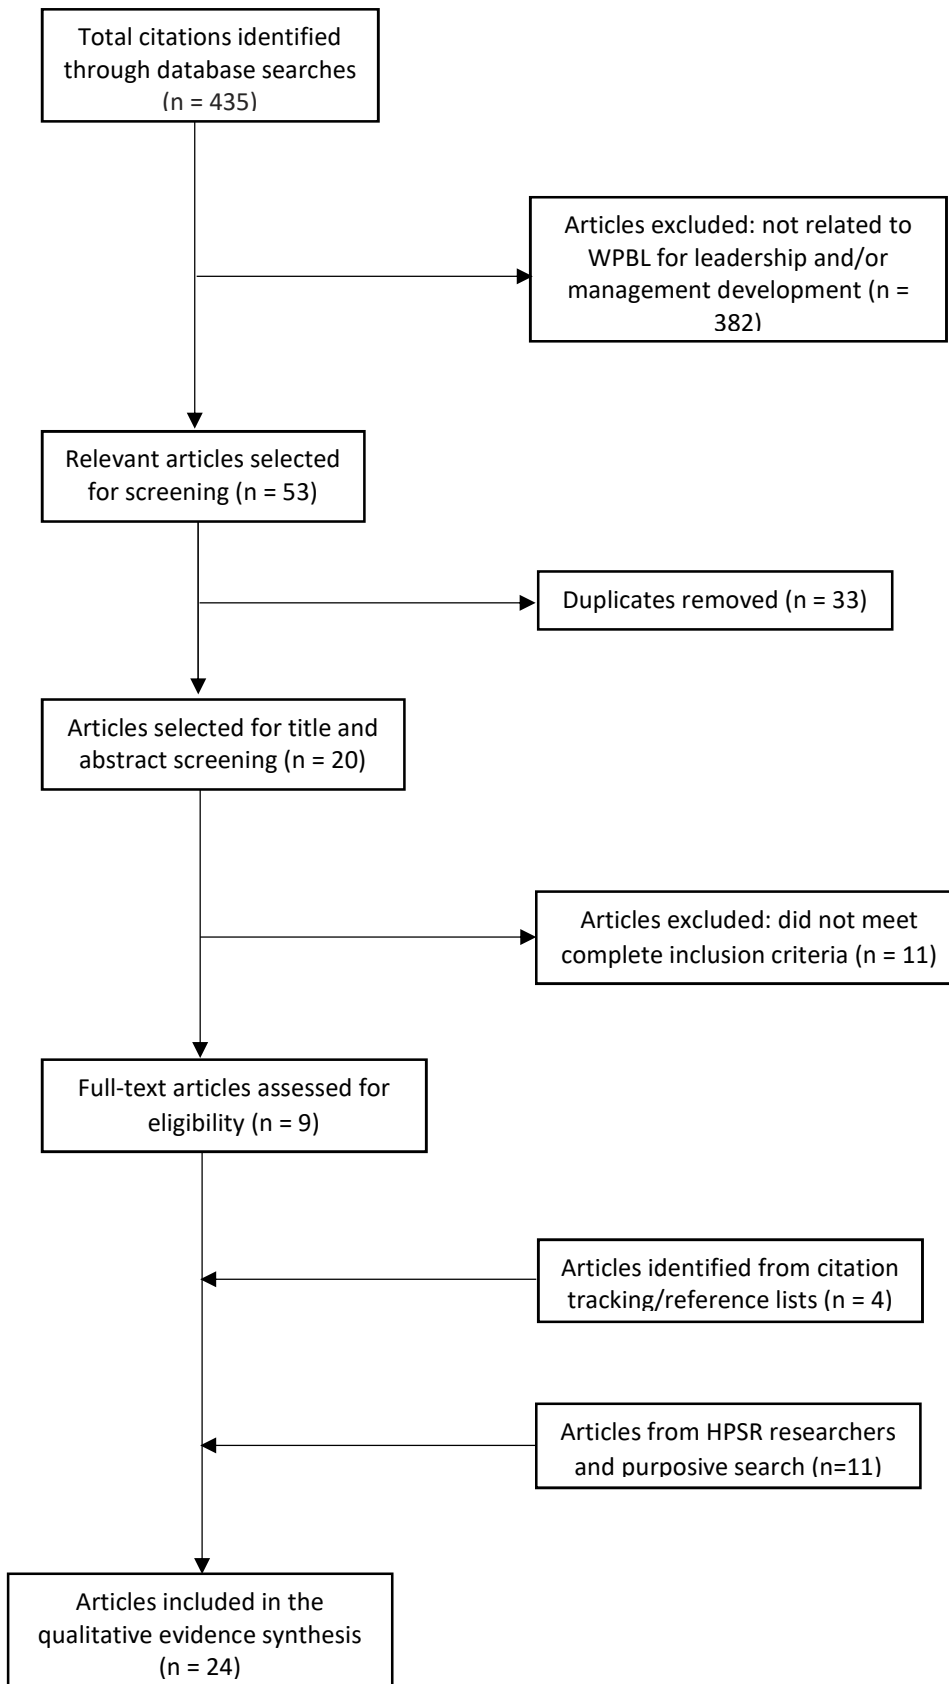 Total citations identified
through database searches
(n = 435)
Articles excluded: not related to
WPBL for leadership and/or
management development (n =
382)
Relevant articles selected
for screening (n = 53)
Duplicates removed (n = 33)
Articles selected for title and
abstract screening (n = 20)
Articles excluded: did not meet
complete inclusion criteria (n = 11)
Full-text articles assessed for
eligibility (n = 9)
Articles identified from citation
tracking/reference lists (n = 4)
Articles from HPSR researchers
and purposive search (n=11)
Articles included in the
qualitative evidence synthesis
(n = 24)